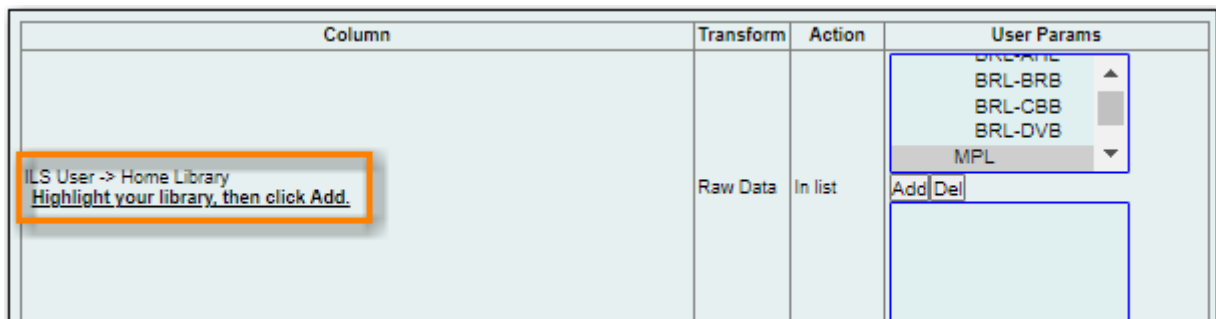 Column Transform Action User Params
BRL-BRB
BRL-CBB
BRL-DVB
MPL
ILS User -> Home Library
Highlight your library, then click Add.
Raw Data In list
Add Del